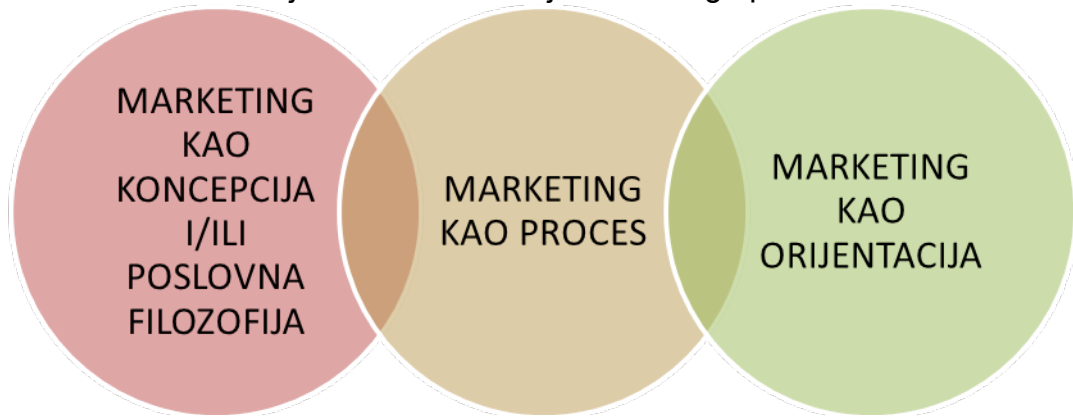 MARKETING
KAO
KONCEPCIJA
I/ILI
POSLOVNA
FILOZOFIJA
MARKETING
KAO PROCES
MARKETING
KAO
ORIJENTACIJA